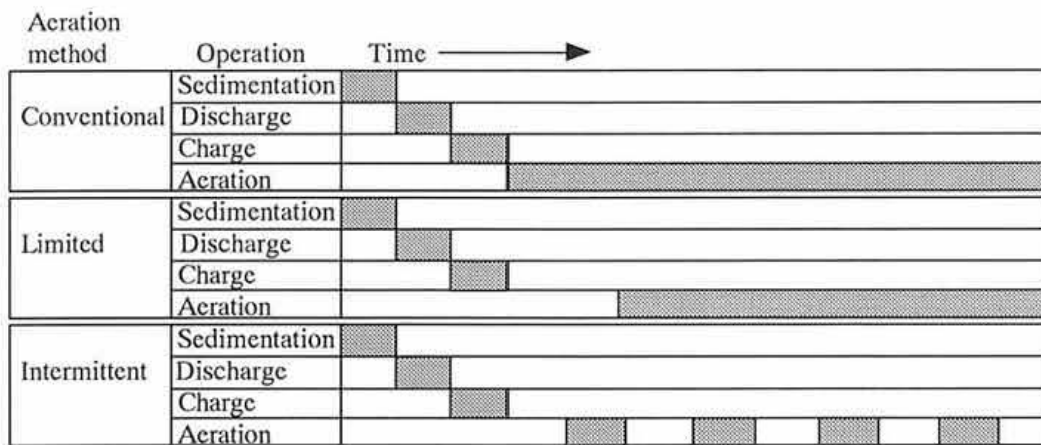 Aeration
method Operation Time
Conventional
Sedimentation
Discharge
Charge
Aeration
Limited
Sedimentation
Discharge
Charge
Aeration
Intermittent
Sedimentation
Discharge
Charge
Aeration